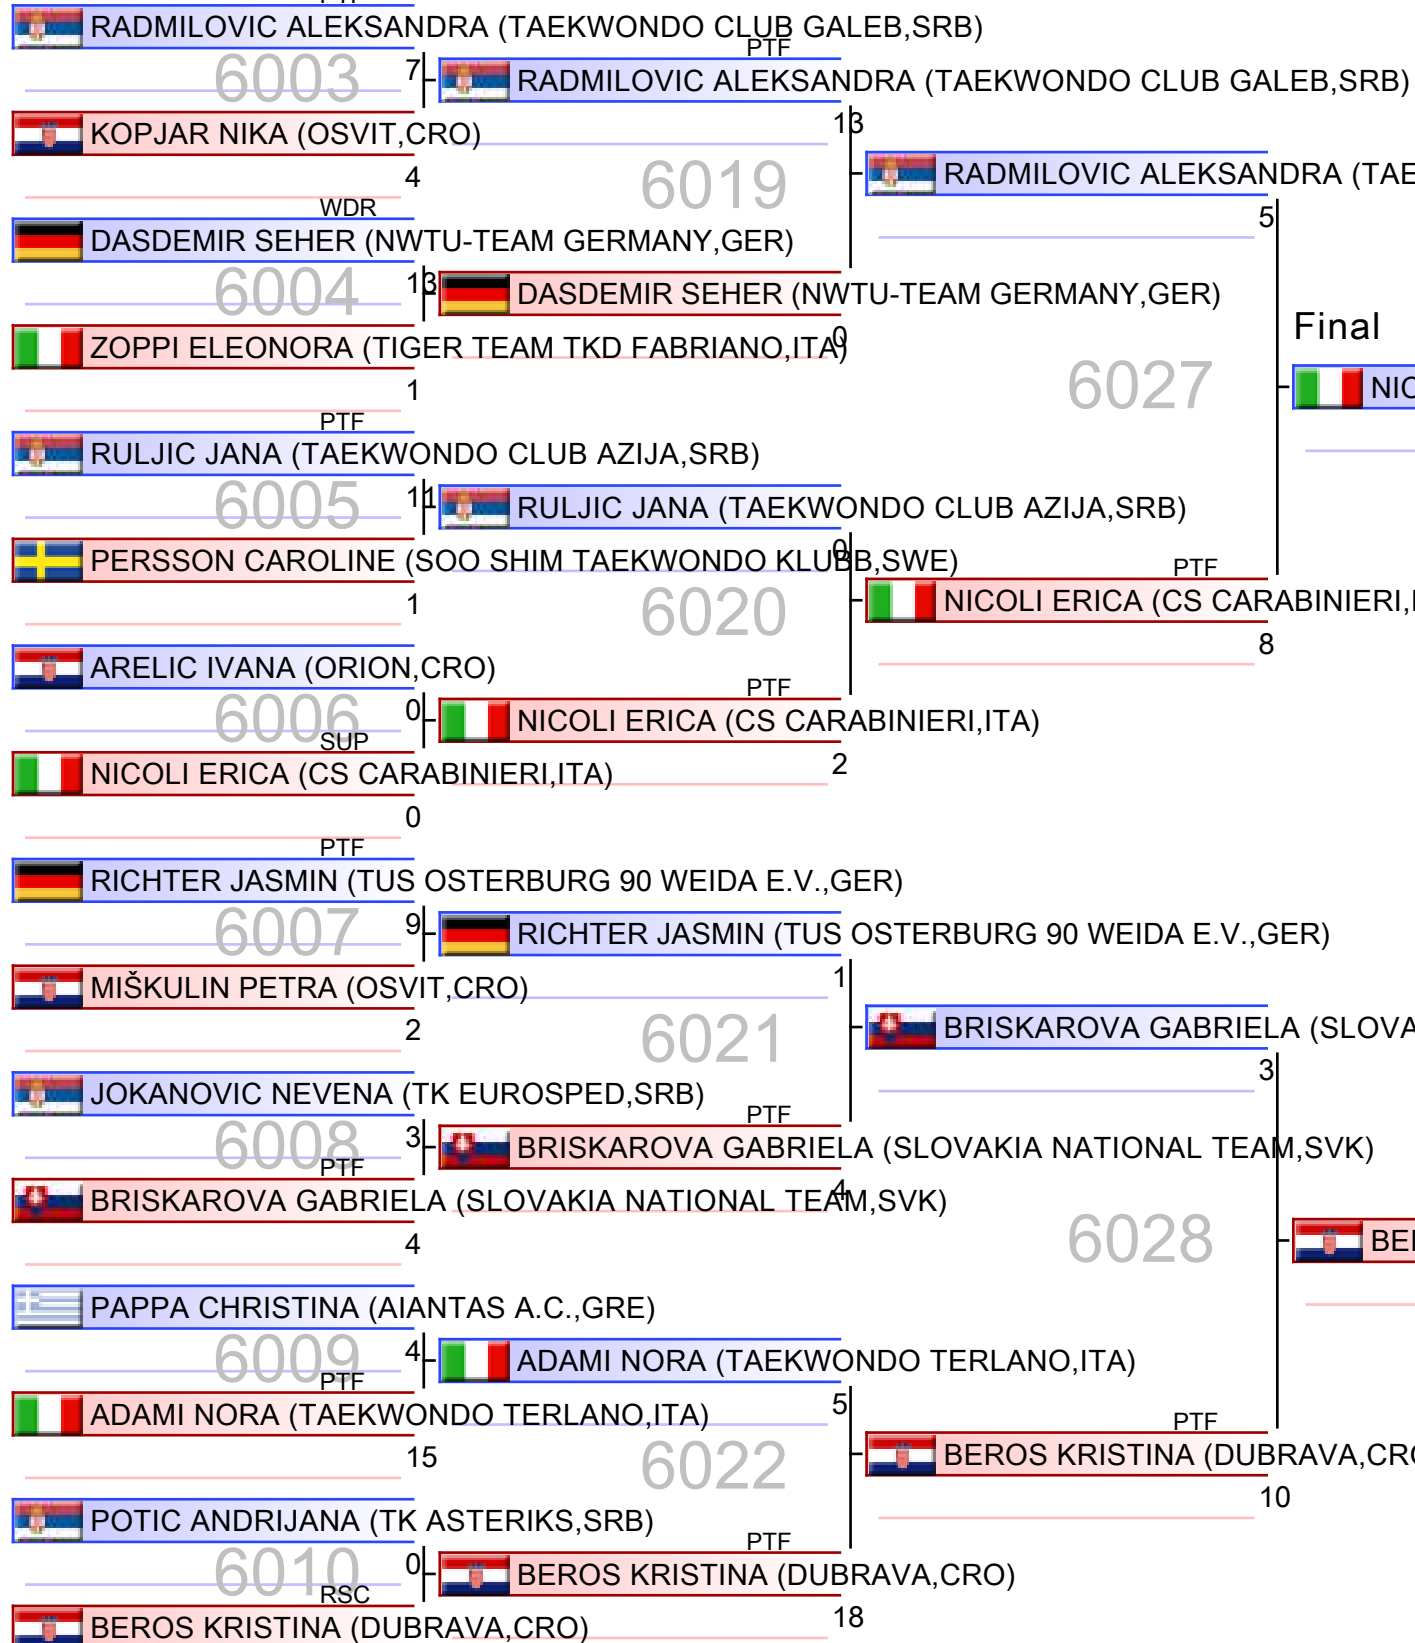 RADMILOVIC ALEKSANDRA (TAEKWONDO CLUB GALEB,SRB)
6003
7
KOPJAR NIKA (OSVIT,CRO)
4
WDR
DASDEMIR SEHER (NWTU-TEAM GERMANY,GER)
6004
13
ZOPPI ELEONORA (TIGER TEAM TKD FABRIANO,ITA)
1
PTF
RULJIC JANA (TAEKWONDO CLUB AZIJA,SRB)
6005
11
PERSSON CAROLINE (SOO SHIM TAEKWONDO KLUBB,SWE)
1
ARELIC IVANA (ORION,CRO)
6006
0
SUP
NICOLI ERICA (CS CARABINIERI,ITA)
0
PTF
RICHTER JASMIN (TUS OSTERBURG 90 WEIDA E.V.,GER)
6007
9
MIŠKULIN PETRA (OSVIT,CRO)
2
JOKANOVIC NEVENA (TK EUROSPED,SRB)
6008
3
PTF
BRISKAROVA GABRIELA (SLOVAKIA NATIONAL TEAM,SVK)
4
PAPPA CHRISTINA (AIANTAS A.C.,GRE)
6009
4
PTF
ADAMI NORA (TAEKWONDO TERLANO,ITA)
15
POTIC ANDRIJANA (TK ASTERIKS,SRB)
6010
0
RSC
BEROS KRISTINA (DUBRAVA,CRO)
PTF
RADMILOVIC ALEKSANDRA (TAEKWONDO CLUB GALEB,SRB)
13
6019
DASDEMIR SEHER (NWTU-TEAM GERMANY,GER)
0
RULJIC JANA (TAEKWONDO CLUB AZIJA,SRB)
0
6020
PTF
NICOLI ERICA (CS CARABINIERI,ITA)
2
RICHTER JASMIN (TUS OSTERBURG 90 WEIDA E.V.,GER)
1
6021
PTF
BRISKAROVA GABRIELA (SLOVAKIA NATIONAL TEAM,SVK)
4
ADAMI NORA (TAEKWONDO TERLANO,ITA)
5
6022
PTF
BEROS KRISTINA (DUBRAVA,CRO)
18
RADMILOVIC ALEKSANDRA (TAE
5
6027
PTF
NICOLI ERICA (CS CARABINIERI,
8
BRISKAROVA GABRIELA (SLOVA
3
6028
PTF
BEROS KRISTINA (DUBRAVA,CRO
10
Final
NIC
BE